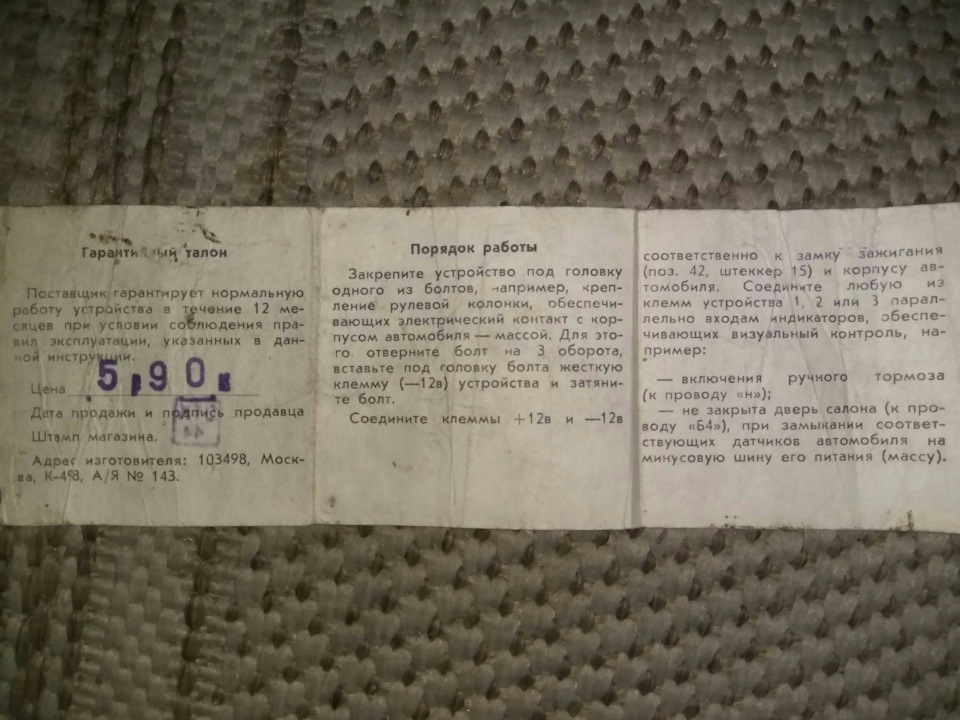 Гарантийный талон
Поставщик гарантирует нормальную
работу устройства в течение 12 ме-
сяцев при условии соблюдения пра-
вил эксплуатации, указанных в дан-
ной инструкции.
Цена 5,90
Дата продажи и подпись продавца
Штамп магазина.
Адрес изготовителя: 103498, Моск-
ва, К-498, А/Я № 143.
Порядок работы
Закрепите устройство под головку
одного из болтов, например, креп-
ление рулевой колонки, обеспечи-
вающих электрический контакт с кор-
пусом автомобиля — массой. Для это-
го отверните болт на 3 оборота,
вставьте под головку болта жесткую
клемму (—12в) устройства и затяни-
те болт.
Соедините клеммы +12в и —12в
соответственно к замку зажигания
(поз. 42, штеккер 15) и корпусу ав-
томобиля. Соедините любую из
клемм устройства 1, 2 или 3 парал-
лельно входам индикаторов, обеспе-
чивающих визуальный контроль, на-
пример:
— включения ручного тормоза
(к проводу «н»);
— не закрыта дверь салона (к про-
воду «Б4»), при замыкании соответ-
ствующих датчиков автомобиля на
минусовую шину его питания (массу).